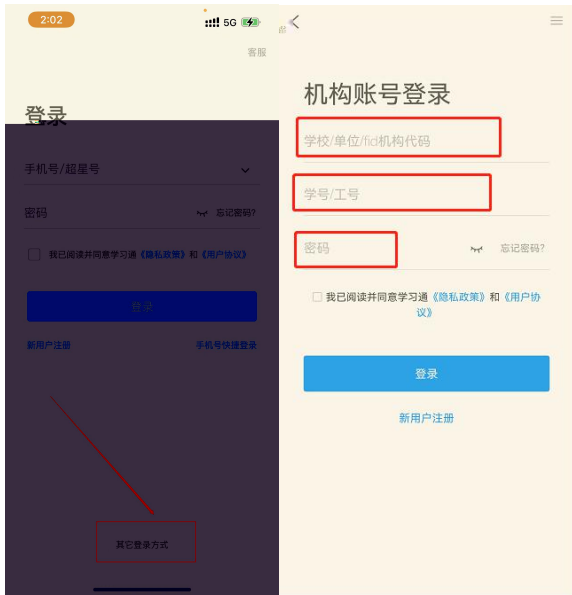 2:02
5G
客服
登录
手机号/超星号
密码
忘记密码?
我已阅读并同意学习通《隐私政策》和《用户协议》
登录
新用户注册
手机号快捷登录
其它登录方式
机构账号登录
学校/单位/fid机构代码
学号/工号
密码
忘记密码?
我已阅读并同意学习通《隐私政策》和《用户协
议》
登录
新用户注册